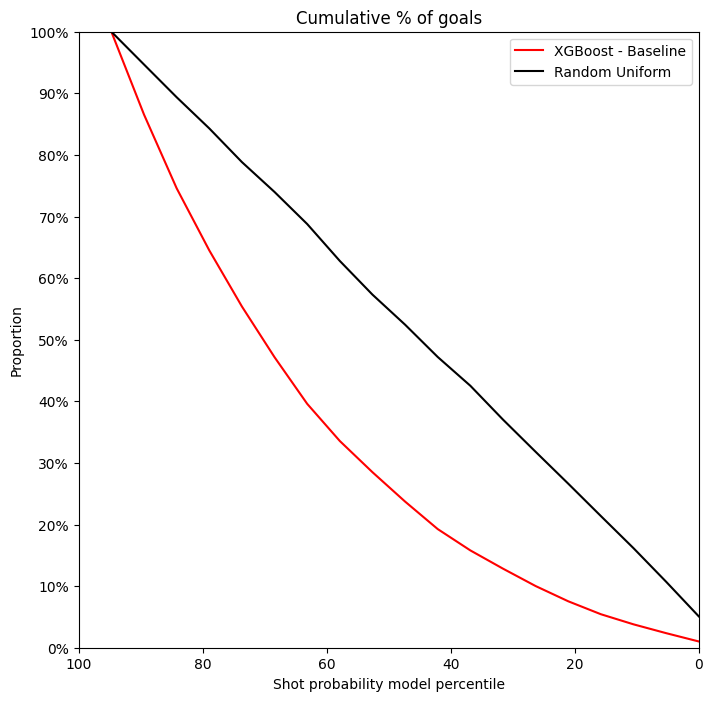 Cumulative % of goals
XGBoost - Baseline
Random Uniform
100%
90%
80%
70%
60%
50%
40%
30%
20%
10%
0%
Proportion
100 80 60 40 20 0
Shot probability model percentile